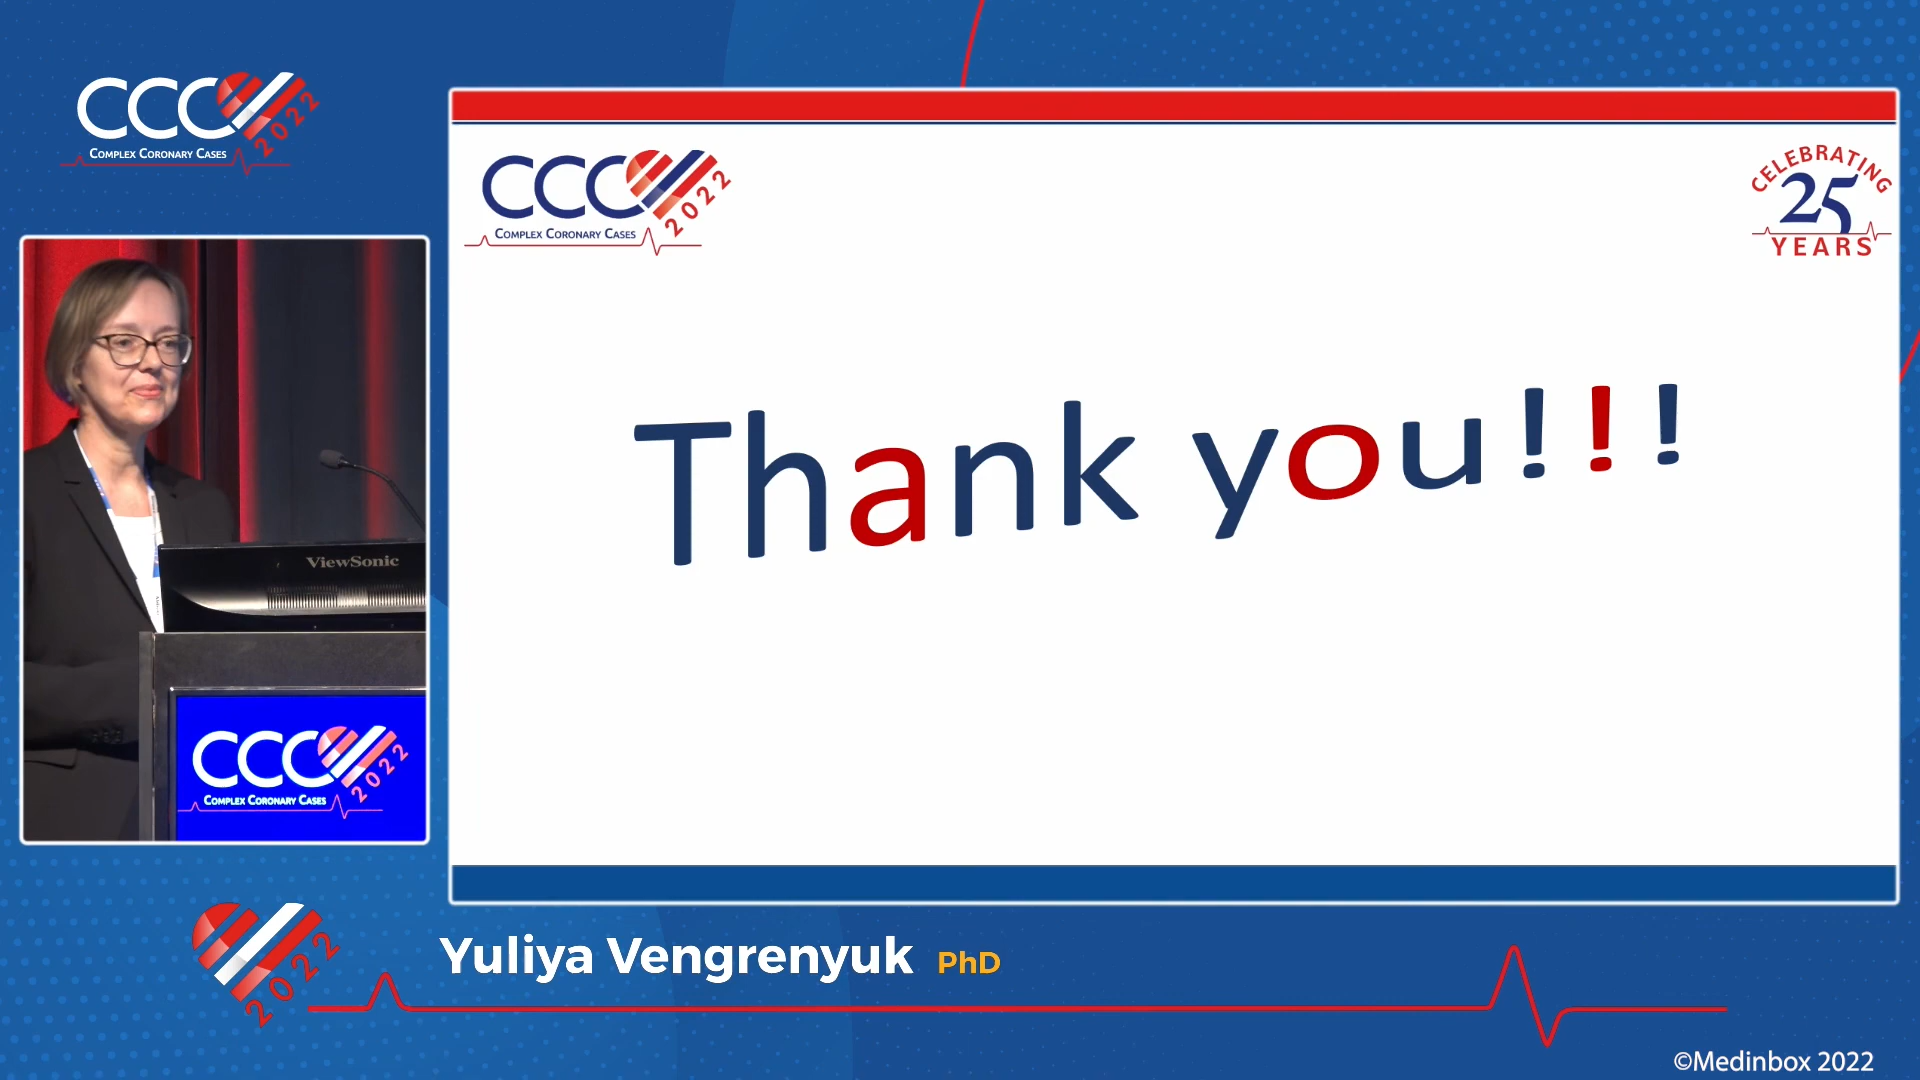 CCC 2022
COMPLEX CORONARY CASES
CCC 2022
COMPLEX CORONARY CASES
CELEBRATING
25
YEARS
Thank you!!!
ViewSonic
CCC 2022
COMPLEX CORONARY CASES
2022
Yuliya Vengrenyuk PhD
©Medinbox 2022